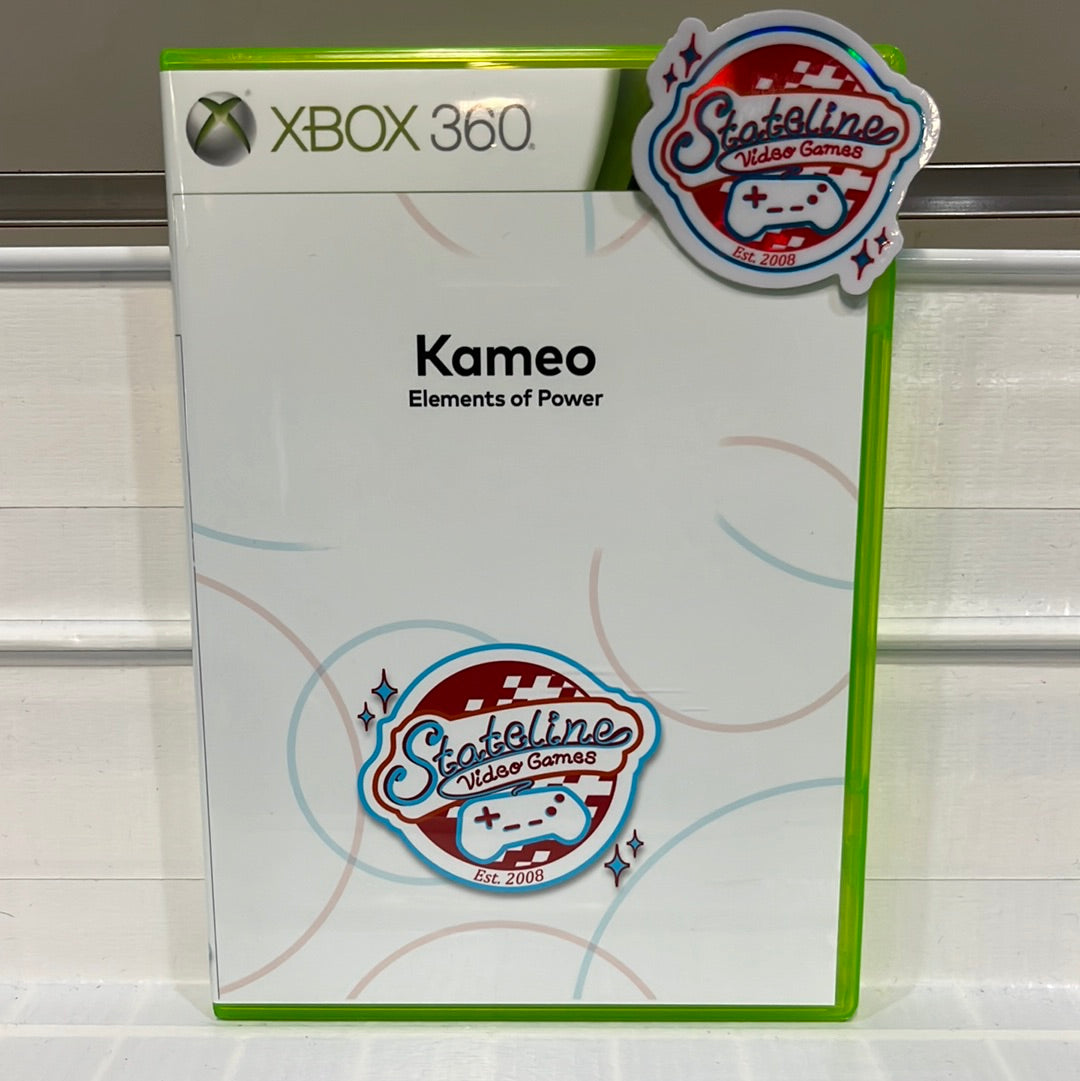 XBOX 360
Stateline
Video Games
Est. 2008
Kameo
Elements of Power
Stateline
Video Games
Est. 2008